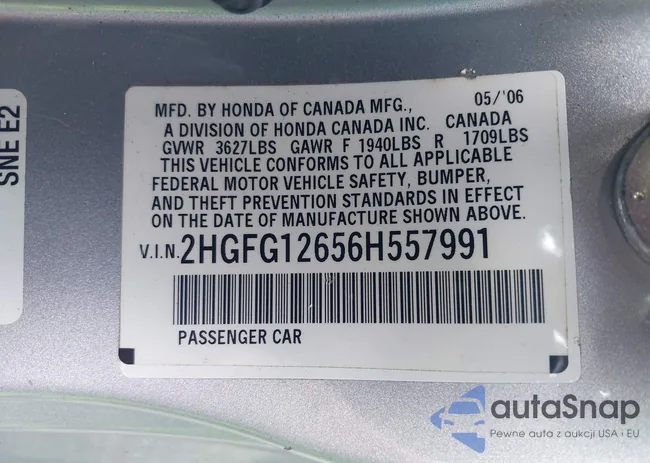 SNE E2
MFD. BY HONDA OF CANADA MFG., 05/'06
A DIVISION OF HONDA CANADA INC. CANADA
GVWR 3627LBS GAWR F 1940LBS R 1709LBS
THIS VEHICLE CONFORMS TO ALL APPLICABLE
FEDERAL MOTOR VEHICLE SAFETY, BUMPER,
AND THEFT PREVENTION STANDARDS IN EFFECT
ON THE DATE OF MANUFACTURE SHOWN ABOVE.
V.I.N. 2HGFG12656H557991
PASSENGER CAR
autaSnap
Pewne auta z aukcji USA i EU